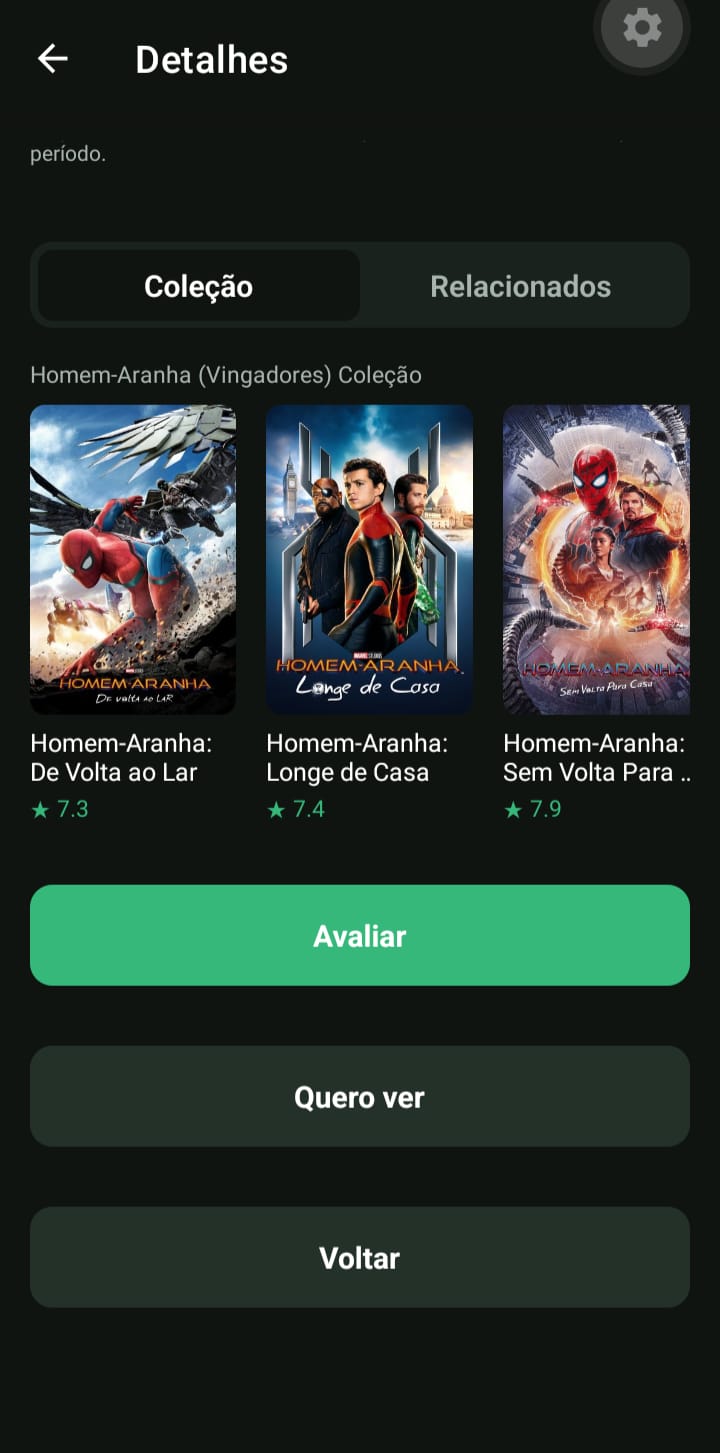 Detalhes
período.
Coleção
Relacionados
Homem-Aranha (Vingadores) Coleção
HOMEM-ARANHA
DE VOLTA AO LAR
MARVEL STUDIOS
HOMEM-ARANHA
Longe de Casa
HOMEM-ARANHA
SEM VOLTA PARA CASA
Homem-Aranha:
De Volta ao Lar
★ 7.3
Homem-Aranha:
Longe de Casa
★ 7.4
Homem-Aranha:
Sem Volta Para ..
★ 7.9
Avaliar
Quero ver
Voltar